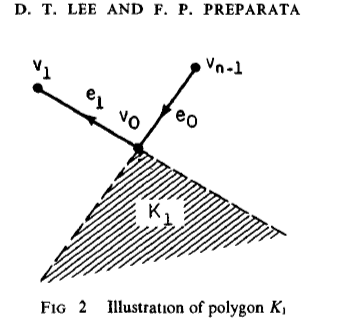 D. T. LEE AND F. P. PREPARATA
v1
vn-1
e1
v0
e0
K1
FIG 2 Illustration of polygon K1